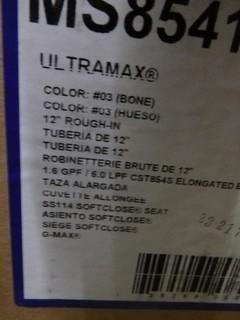 MS8541
ULTRAMAX®
COLOR: #03 (BONE)
COLOR: #03 (HUESO)
12" ROUGH-IN
TUBERIA DE 12"
TUBERIA DE 12"
ROBINETTERIE BRUTE DE 12"
1.6 GPF / 6.0 LPF CST854S ELONGATED
TAZA ALARGADA
CUVETTE ALLONGEE
SS114 SOFTCLOSE® SEAT
ASIENTO SOFTCLOSE®
SIEGE SOFTCLOSE®
G-MAX®